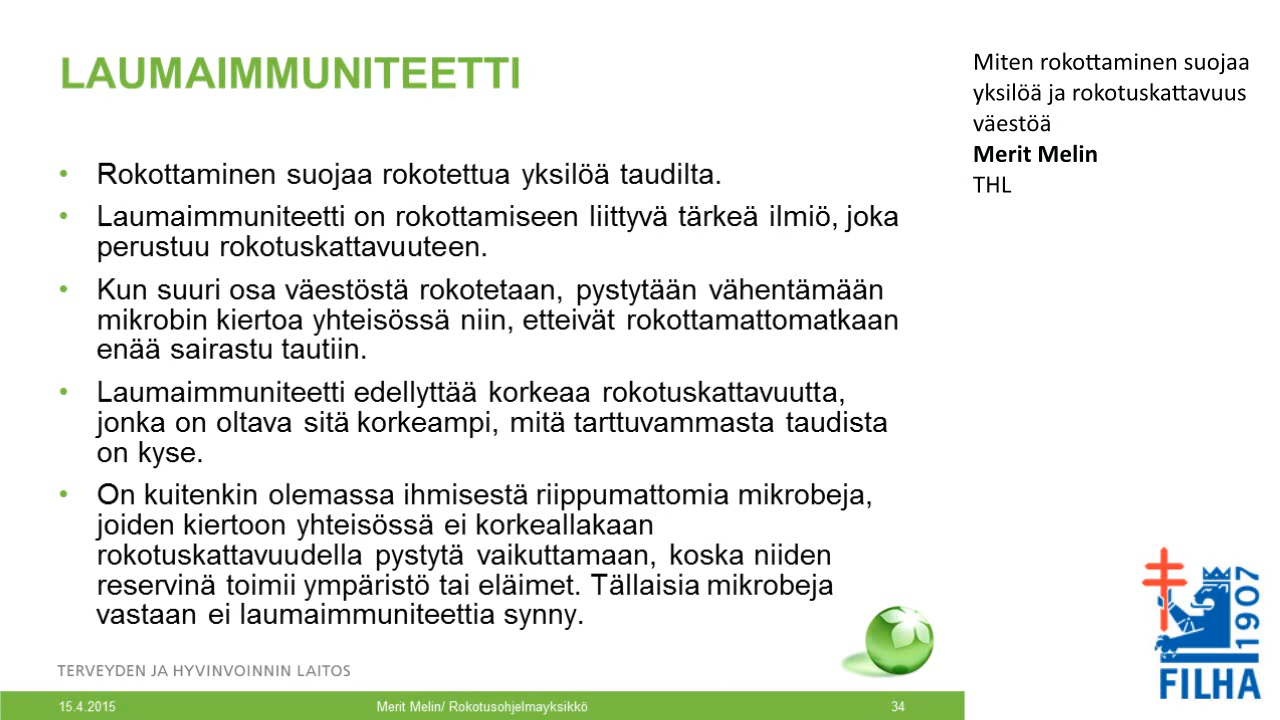 LAUMAIMMUNITEETTI
• Rokottaminen suojaa rokotettua yksilöä taudilta.
• Laumaimmuniteetti on rokottamiseen liittyvä tärkeä ilmiö, joka
perustuu rokotuskattavuuteen.
• Kun suuri osa väestöstä rokotetaan, pystytään vähentämään
mikrobin kiertoa yhteisössä niin, etteivät rokottamattomatkaan
enää sairastu tautiin.
• Laumaimmuniteetti edellyttää korkeaa rokotuskattavuutta,
jonka on oltava sitä korkeampi, mitä tarttuvammasta taudista
on kyse.
• On kuitenkin olemassa ihmisestä riippumattomia mikrobeja,
joiden kiertoon yhteisössä ei korkeallakaan
rokotuskattavuudella pystytä vaikuttamaan, koska niiden
reservinä toimii ympäristö tai eläimet. Tällaisia mikrobeja
vastaan ei laumaimmuniteettia synny.
TERVEYDEN JA HYVINVOINNIN LAITOS
15.4.2015 Merit Melin/ Rokotusohjelmayksikkö 34
Miten rokottaminen suojaa
yksilöä ja rokotuskattavuus
väestöä
Merit Melin
THL
1907
FILHA